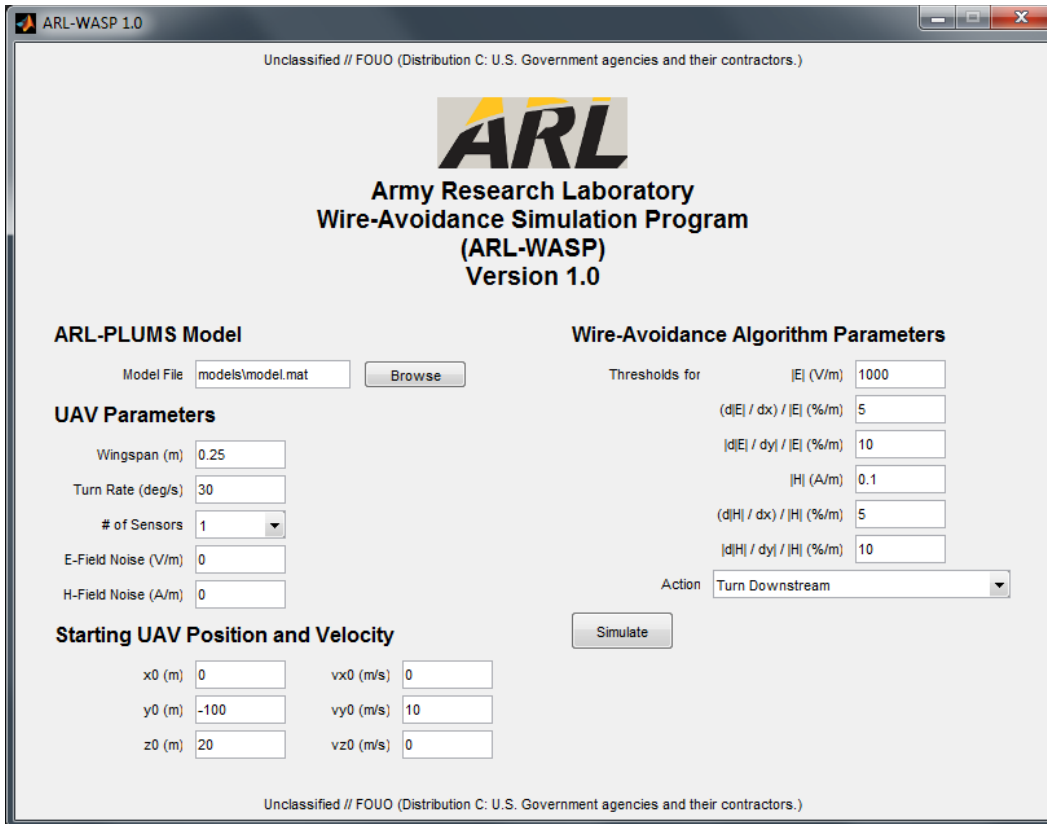 ARL-WASP 1.0
Unclassified // FOUO (Distribution C: U.S. Government agencies and their contractors.)
ARL
Army Research Laboratory
Wire-Avoidance Simulation Program
(ARL-WASP)
Version 1.0
ARL-PLUMS Model
Model File models\model.mat Browse
UAV Parameters
Wingspan (m) 0.25
Turn Rate (deg/s) 30
# of Sensors 1
E-Field Noise (V/m) 0
H-Field Noise (A/m) 0
Starting UAV Position and Velocity
x0 (m) 0 vx0 (m/s) 0
y0 (m) -100 vy0 (m/s) 10
z0 (m) 20 vz0 (m/s) 0
Wire-Avoidance Algorithm Parameters
Thresholds for |E| (V/m) 1000
(d|E| / dx) / |E| (%/m) 5
|d|E| / dy| / |E| (%/m) 10
|H| (A/m) 0.1
(d|H| / dx) / |H| (%/m) 5
|d|H| / dy| / |H| (%/m) 10
Action Turn Downstream
Simulate
Unclassified // FOUO (Distribution C: U.S. Government agencies and their contractors.)